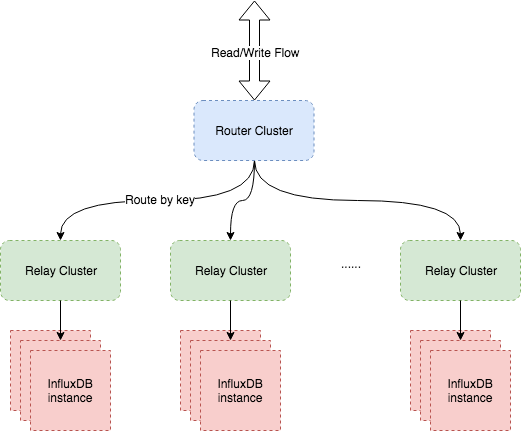 Read/Write Flow
Router Cluster
Route by key
Relay Cluster
Relay Cluster
......
Relay Cluster
InfluxDB
instance
InfluxDB
instance
InfluxDB
instance